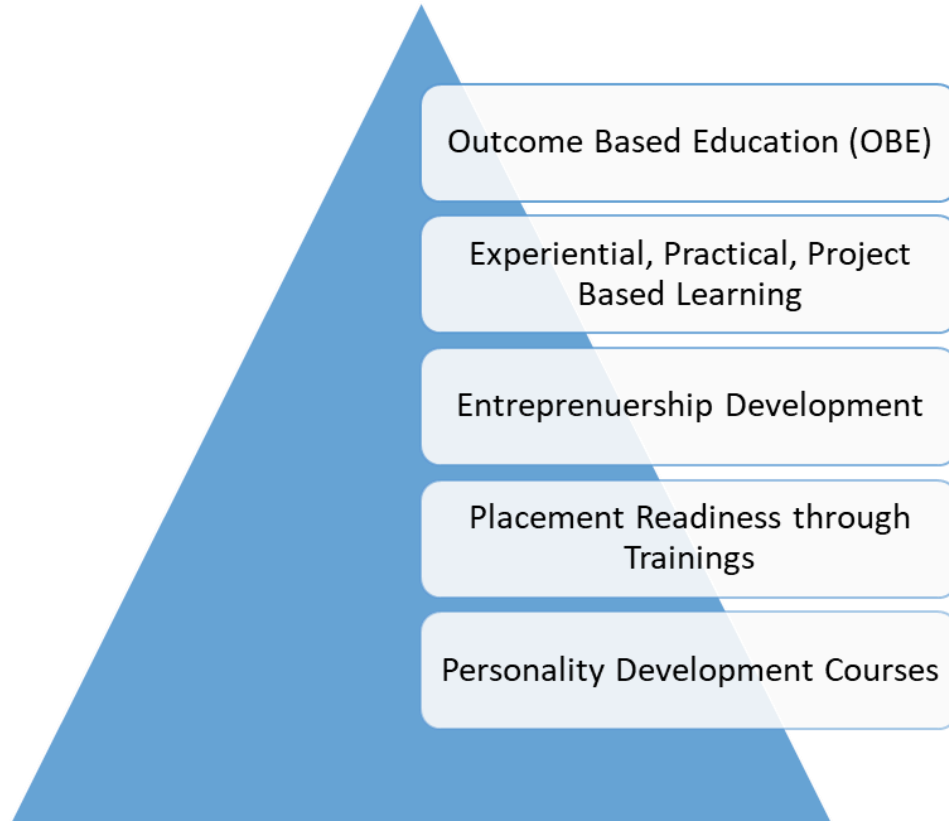 Outcome Based Education (OBE)
Experiential, Practical, Project
Based Learning
Entreprenuership Development
Placement Readiness through
Trainings
Personality Development Courses